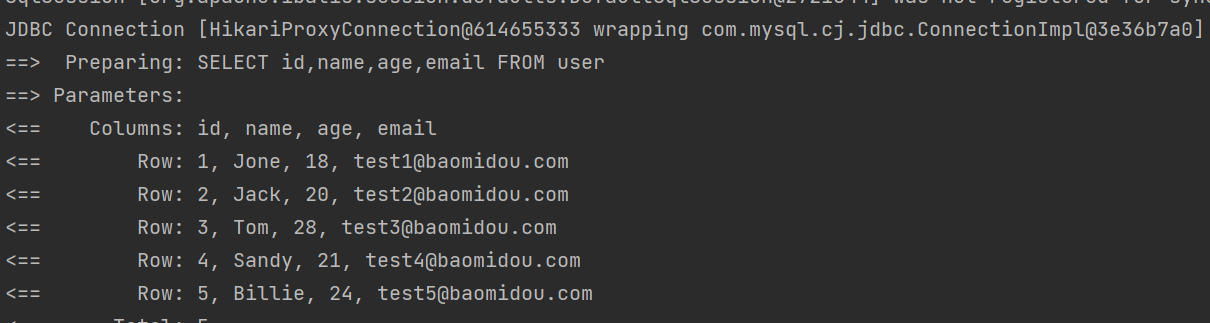 JDBC Connection [HikariProxyConnection@614655333 wrapping com.mysql.cj.jdbc.ConnectionImpl@3e36b7a0]
==>  Preparing: SELECT id,name,age,email FROM user
==> Parameters:
<==    Columns: id, name, age, email
<==        Row: 1, Jone, 18, test1@baomidou.com
<==        Row: 2, Jack, 20, test2@baomidou.com
<==        Row: 3, Tom, 28, test3@baomidou.com
<==        Row: 4, Sandy, 21, test4@baomidou.com
<==        Row: 5, Billie, 24, test5@baomidou.com